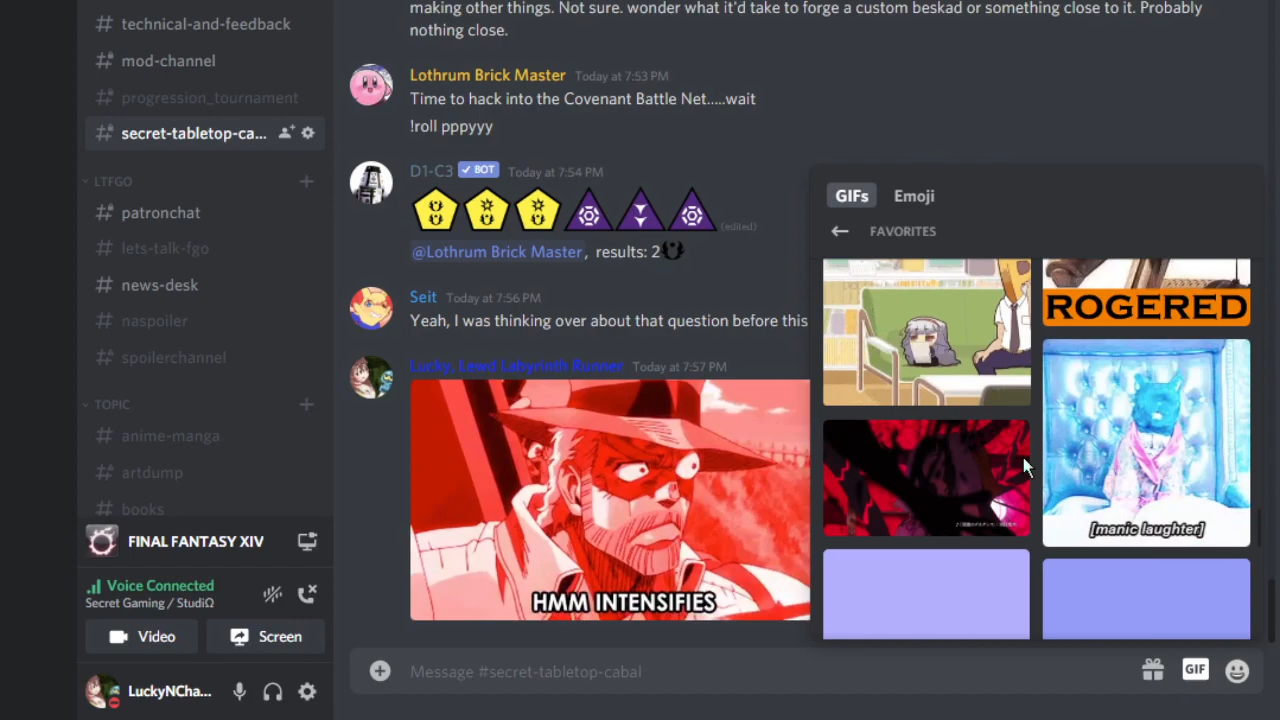 technical-and-feedback
mod-channel
progression_tournament
secret-tabletop-ca...
LTFGO
patronchat
lets-talk-fgo
news-desk
naspoiler
spoilerchannel
TOPIC
anime-manga
artdump
books
FINAL FANTASY XIV
Voice Connected
Secret Gaming / StudiΩ
Video
Screen
LuckyNCha...
making other things. Not sure. wonder what it'd take to forge a custom beskad or something close to it. Probably
nothing close.
Lothrum Brick Master Today at 7:53 PM
Time to hack into the Covenant Battle Net.....wait
!roll pppyyy
D1-C3 BOT Today at 7:54 PM
(edited)
@Lothrum Brick Master, results: 2
Seit Today at 7:56 PM
Yeah, I was thinking over about that question before this
Lucky, Lewd Labyrinth Runner! Today at 7:57 PM
HMM INTENSIFIES
Message #secret-tabletop-cabal
GIF
GIFs Emoji
FAVORITES
ROGERED
[manic laughter]